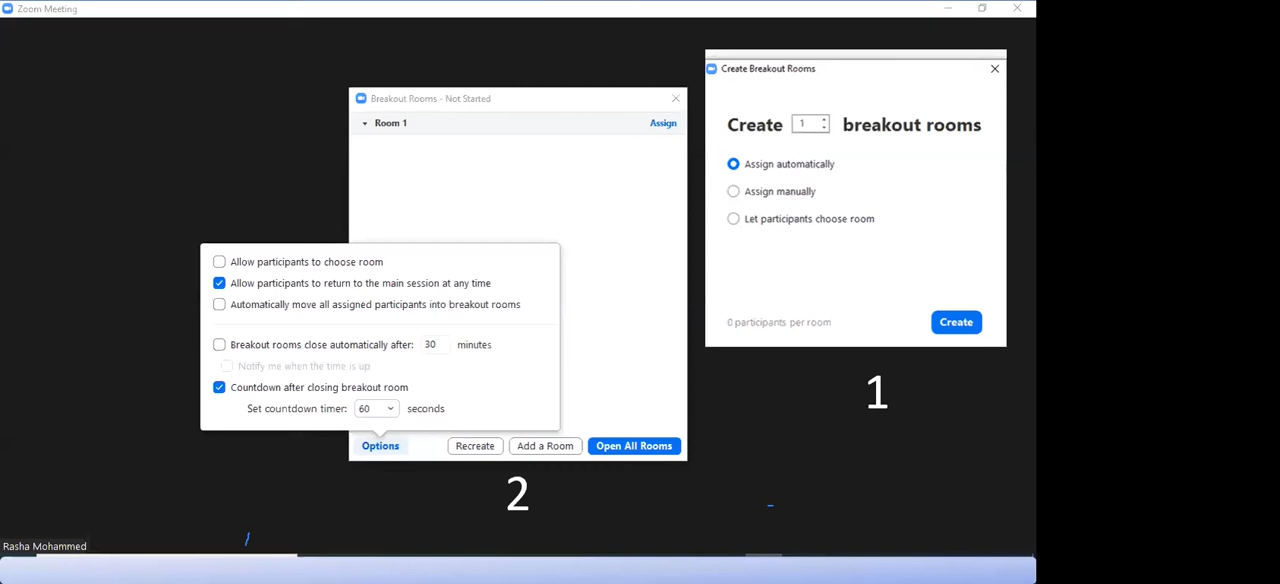 Zoom Meeting
Create Breakout Rooms
Create 1 breakout rooms
Assign automatically
Assign manually
Let participants choose room
0 participants per room
Create
1
Breakout Rooms - Not Started
Room 1
Assign
Allow participants to choose room
Allow participants to return to the main session at any time
Automatically move all assigned participants into breakout rooms
Breakout rooms close automatically after: 30 minutes
Notify me when the time is up
Countdown after closing breakout room
Set countdown timer: 60 seconds
Options
Recreate
Add a Room
Open All Rooms
2
Rasha Mohammed